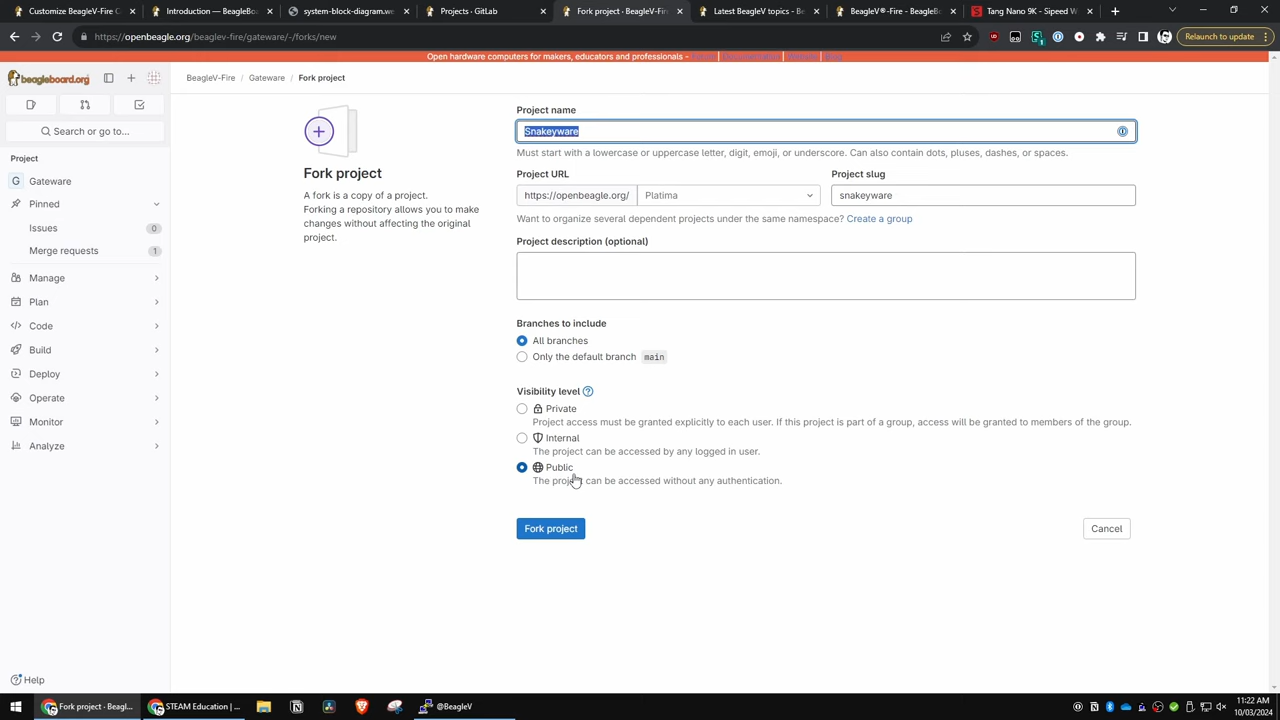 Customize BeagleV-Fire C
Introduction — BeagleBo
system-block-diagram.we
Projects · GitLab
Fork project · BeagleV-Fir
Latest BeagleV topics - Be
BeagleV®-Fire - BeagleBo
Tang Nano 9K - Sipeed W
https://openbeagle.org/beaglev-fire/gateware/-/forks/new
Relaunch to update
Open hardware computers for makers, educators and professionals -
beagleboard.org
BeagleV-Fire / Gateware / Fork project
Search or go to...
Project
G Gateware
Pinned
Issues 0
Merge requests 1
Manage
Plan
Code
Build
Deploy
Operate
Monitor
Analyze
Help
Fork project
A fork is a copy of a project.
Forking a repository allows you to make
changes without affecting the original
project.
Project name
Snakeyware
Must start with a lowercase or uppercase letter, digit, emoji, or underscore. Can also contain dots, pluses, dashes, or spaces.
Project URL
Project slug
https://openbeagle.org/
Platima
snakeyware
Want to organize several dependent projects under the same namespace? Create a group
Project description (optional)
Branches to include
All branches
Only the default branch main
Visibility level
Private
Project access must be granted explicitly to each user. If this project is part of a group, access will be granted to members of the group.
Internal
The project can be accessed by any logged in user.
Public
The project can be accessed without any authentication.
Fork project
Cancel
Fork project · Beagl...
STEAM Education | ...
@BeagleV
11:22 AM
10/03/2024